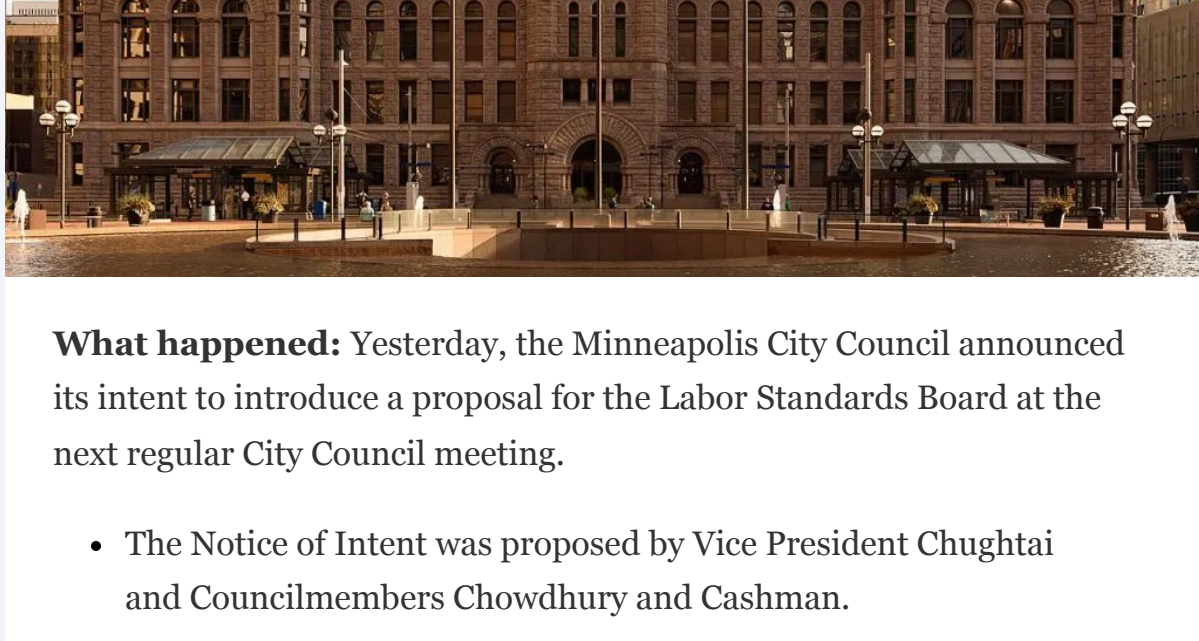 What happened: Yesterday, the Minneapolis City Council announced
its intent to introduce a proposal for the Labor Standards Board at the
next regular City Council meeting.
• The Notice of Intent was proposed by Vice President Chughtai
and Councilmembers Chowdhury and Cashman.